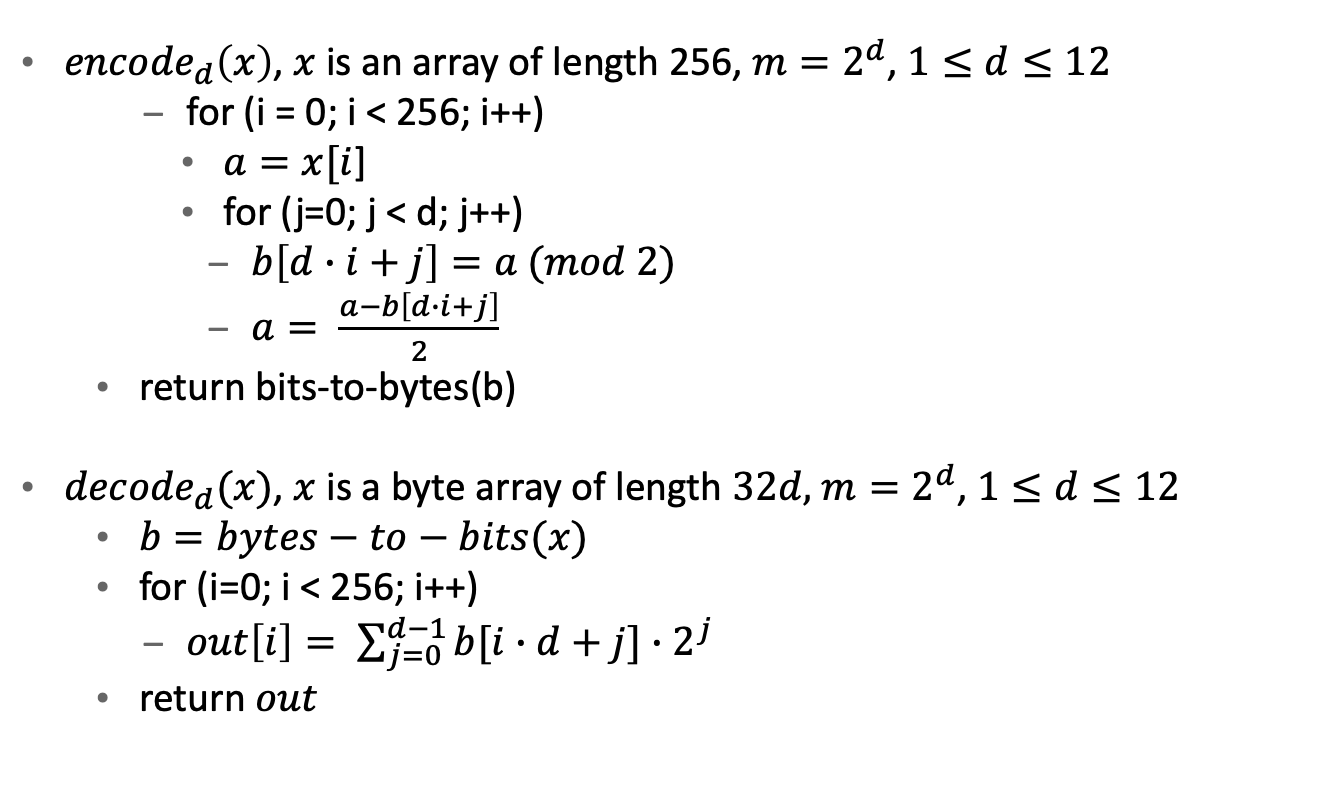 • encode_d(x), x is an array of length 256, m = 2^d, 1 ≤ d ≤ 12
– for (i = 0; i < 256; i++)
• a = x[i]
• for (j=0; j < d; j++)
– b[d · i + j] = a (mod 2)
– a = \frac{a−b[d·i+j]}{2}
• return bits-to-bytes(b)
• decode_d(x), x is a byte array of length 32d, m = 2^d, 1 ≤ d ≤ 12
• b = bytes − to − bits(x)
• for (i=0; i < 256; i++)
– out[i] = ∑_{j=0}^{d−1} b[i · d + j] · 2^j
• return out